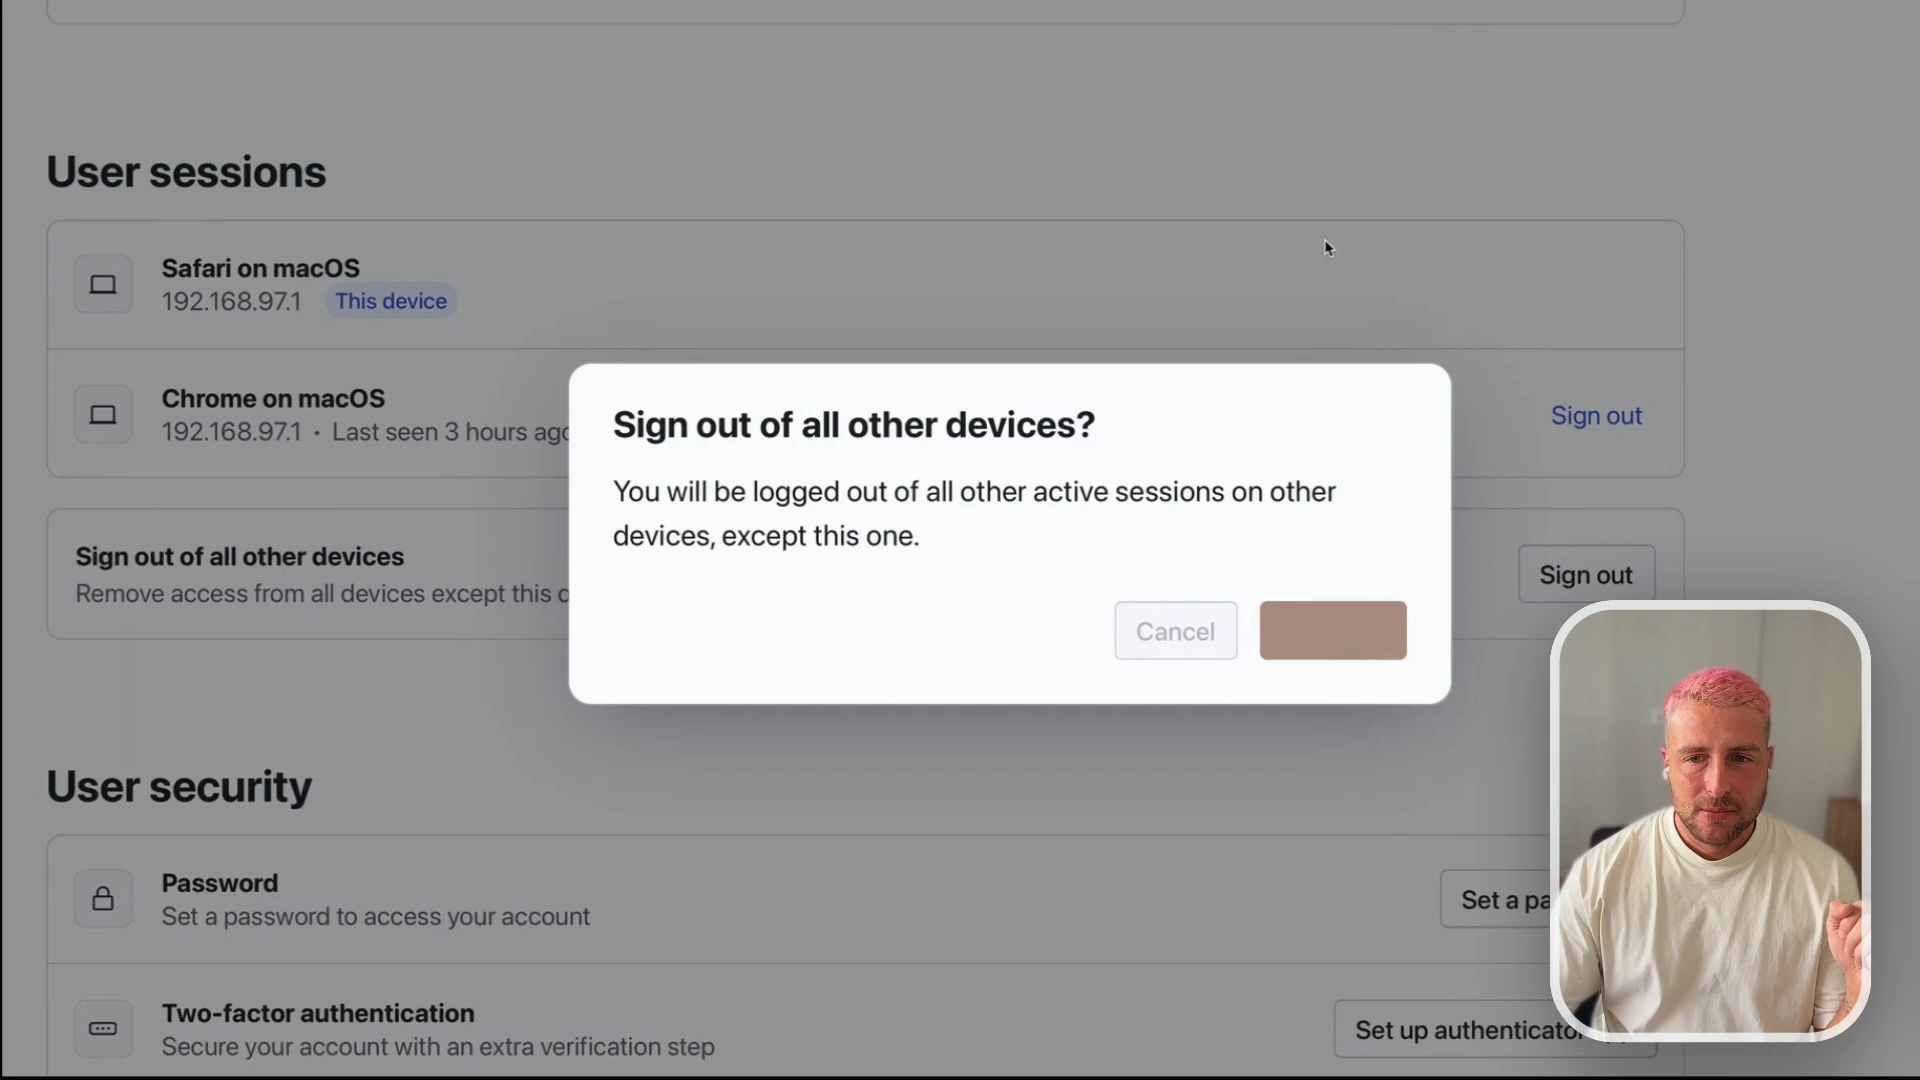 User sessions
Safari on macOS
192.168.97.1 This device
Chrome on macOS
192.168.97.1 · Last seen 3 hours ago
Sign out
Sign out of all other devices?
You will be logged out of all other active sessions on other
devices, except this one.
Cancel
Sign out of all other devices
Remove access from all devices except this
Sign out
User security
Password
Set a password to access your account
Set a
Two-factor authentication
Secure your account with an extra verification step
Set up